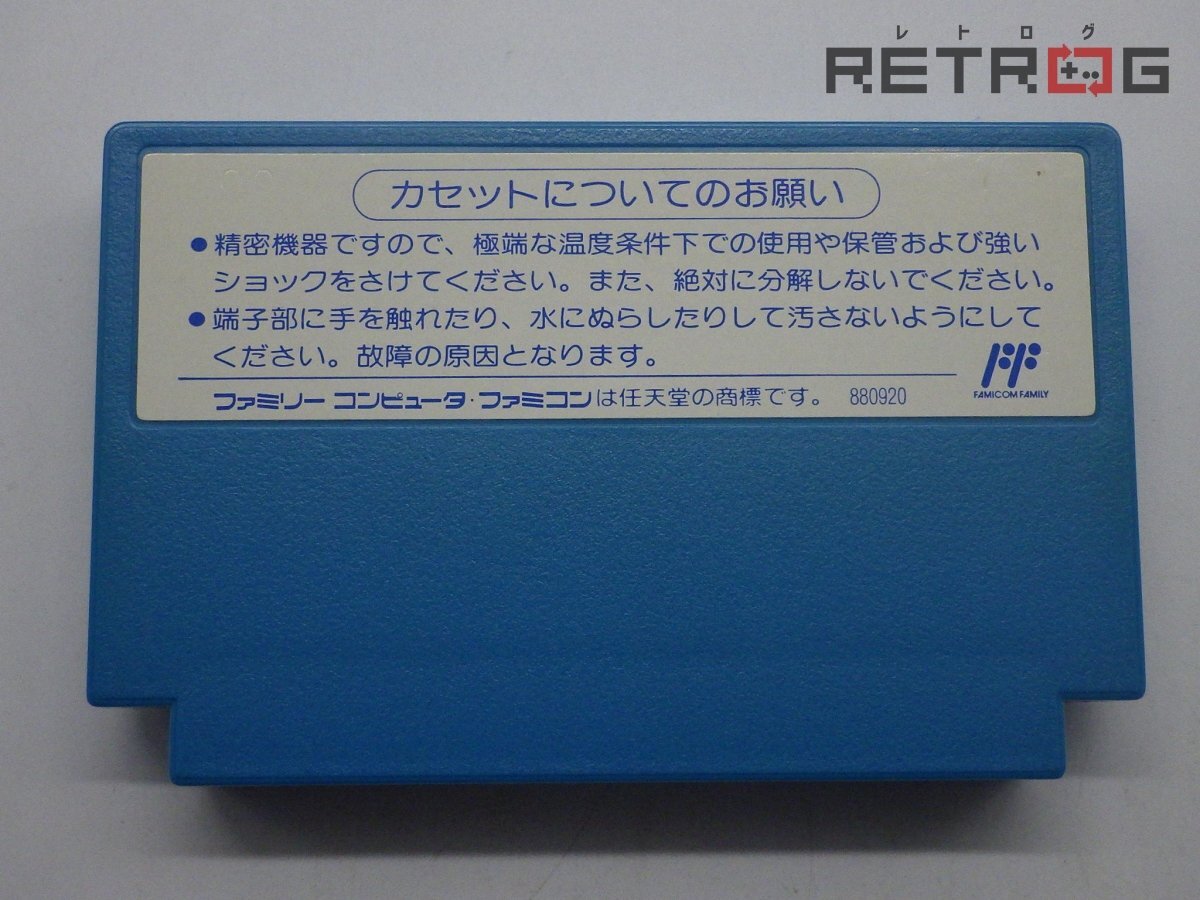 レトログ
RETROG
カセットについてのお願い
●精密機器ですので、極端な温度条件下での使用や保管および強い
ショックをさけてください。また、絶対に分解しないでください。
●端子部に手を触れたり、水にぬらしたりして汚さないようにして
ください。故障の原因となります。
FF
FAMICOM FAMILY
ファミリーコンピュータ・ファミコンは任天堂の商標です。 880920